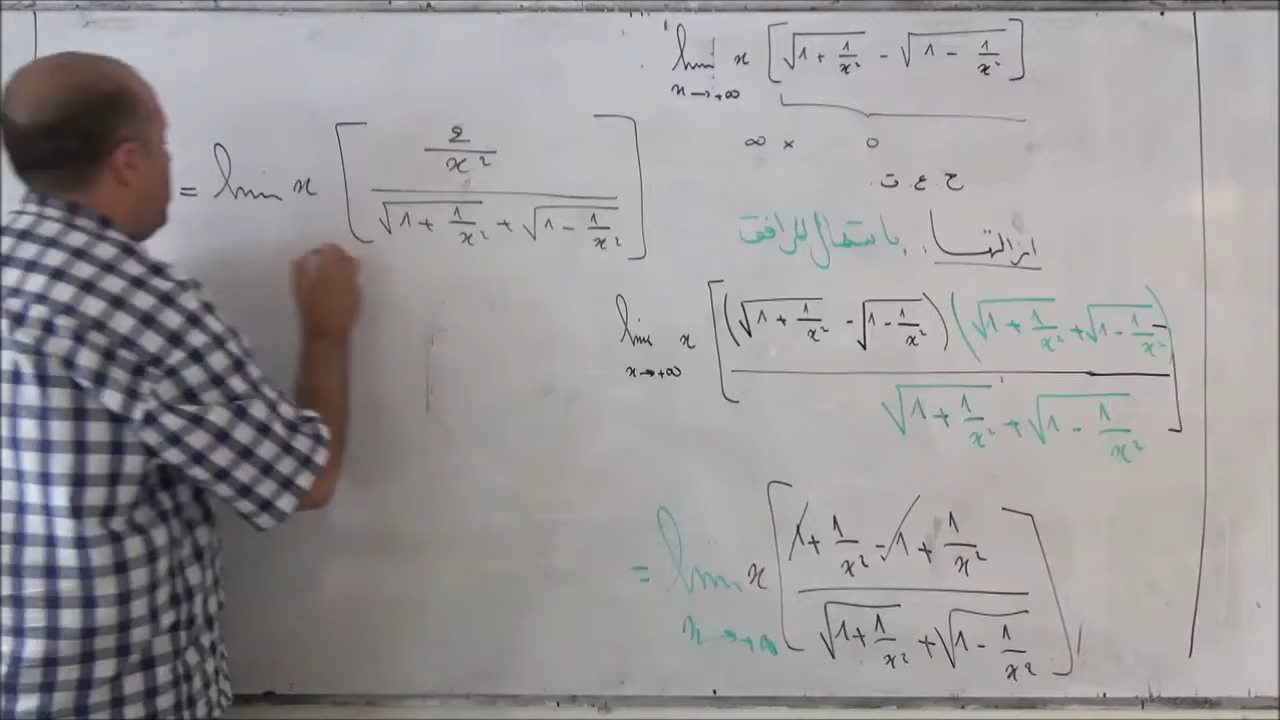 lim x [√(1 + 1/x²) - √(1 - 1/x²)]
x→+∞
∞ × 0
ح ع ت.
ازالتها : باستعمال المرافق
lim x [(√(1 + 1/x²) - √(1 - 1/x²)) (√(1 + 1/x²) + √(1 - 1/x²)) / (√(1 + 1/x²) + √(1 - 1/x²))]
x→+∞
= lim x [(1 + 1/x² - 1 + 1/x²) / (√(1 + 1/x²) + √(1 - 1/x²))]
x→+∞
= lim x [(2/x²) / (√(1 + 1/x²) + √(1 - 1/x²))]